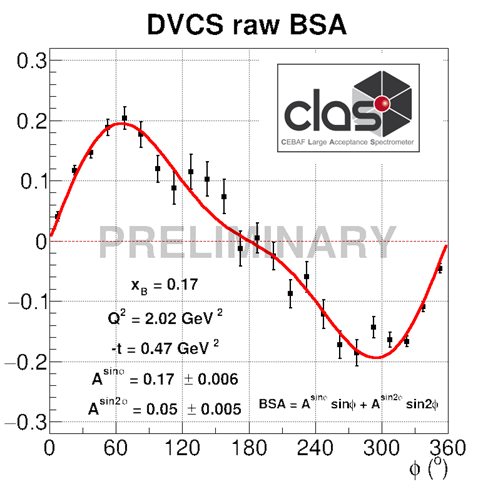 DVCS raw BSA
0.3
0.2
0.1
0
−0.1
−0.2
−0.3
clas
CEBAF Large Acceptance Spectrometer
PRELIMINARY
x_B = 0.17
Q² = 2.02 GeV ²
-t = 0.47 GeV ²
A^sinϕ = 0.17 ± 0.006
A^sin2ϕ = 0.05 ± 0.005
BSA = A^sinϕ sinϕ + A^sin2ϕ sin2ϕ
0 60 120 180 240 300 360
ϕ (°)